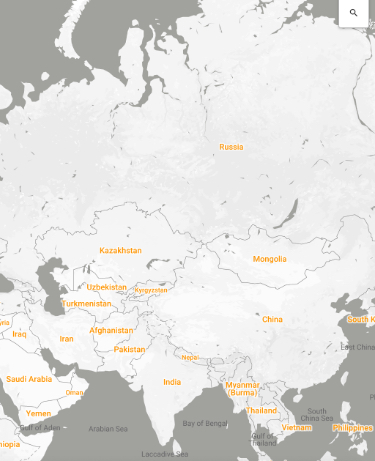 Russia
Kazakhstan
Mongolia
Uzbekistan
Kyrgyzstan
Turkmenistan
China
South K
Iraq
Iran
Afghanistan
Pakistan
Nepal
East China
Saudi Arabia
Oman
India
Myanmar
(Burma)
Yemen
Thailand
South
China Sea
Gulf of Aden
Arabian Sea
Bay of Bengal
Vietnam
Philippines
Gulf of
Thailand
hiopia
Laccadive Sea